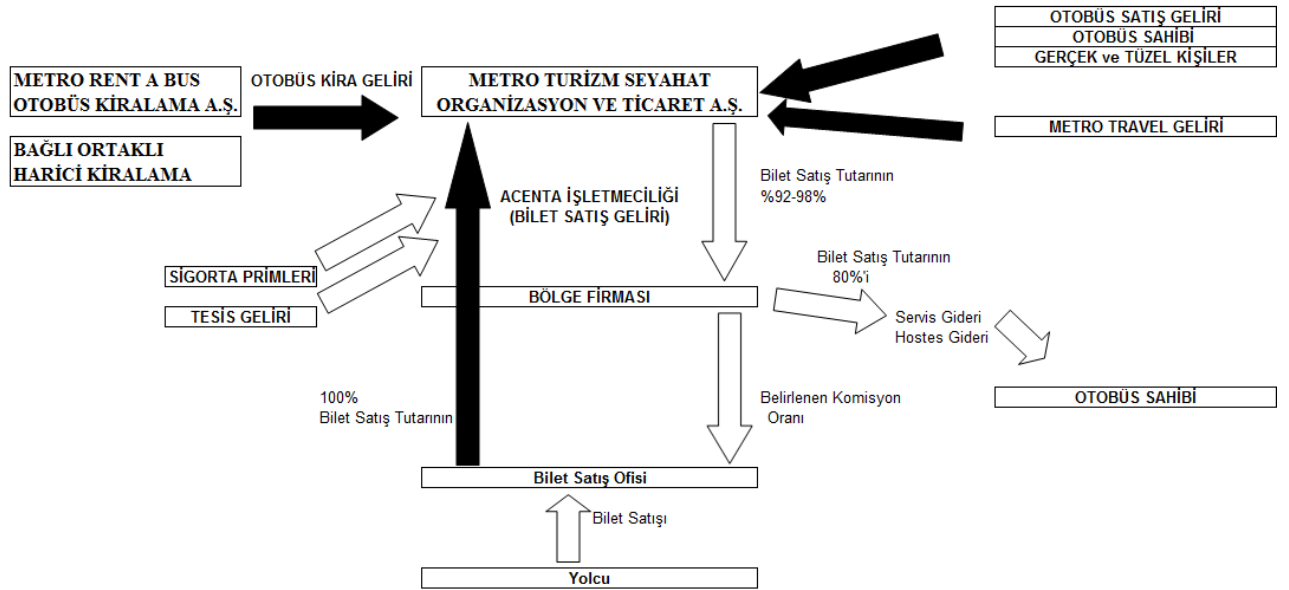 OTOBÜS SATIŞ GELİRİ
OTOBÜS SAHİBİ
GERÇEK ve TÜZEL KİŞİLER
METRO RENT A BUS
OTOBÜS KİRALAMA A.Ş.
OTOBÜS KİRA GELİRİ
METRO TURİZM SEYAHAT
ORGANİZASYON VE TİCARET A.Ş.
METRO TRAVEL GELİRİ
BAĞLI ORTAKLI
HARİCİ KİRALAMA
Bilet Satış Tutarının
%92-98%
ACENTA İŞLETMECİLİĞİ
(BİLET SATIŞ GELİRİ)
SİGORTA PRİMLERİ
TESİS GELİRİ
BÖLGE FİRMASI
Bilet Satış Tutarının
80%'i
Servis Gideri
Hostes Gideri
OTOBÜS SAHİBİ
100%
Bilet Satış Tutarının
Belirlenen Komisyon
Oranı
Bilet Satış Ofisi
Bilet Satışı
Yolcu